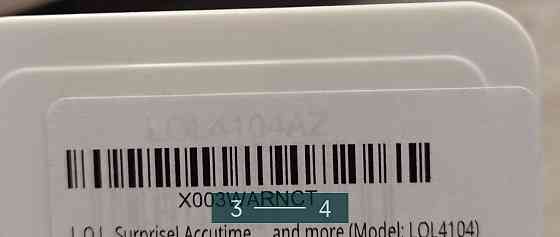 LOL4104AZ
X003WARNCT
3 4
L.O.L. Surprise! Accutime ... and more (Model: LOL4104)